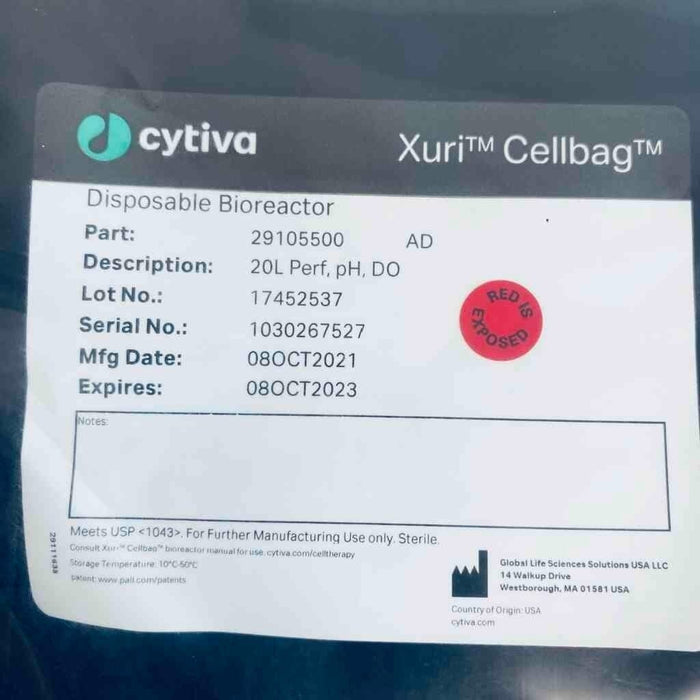 cytiva
Xuri™ Cellbag™
Disposable Bioreactor
Part: 29105500 AD
Description: 20L Perf, pH, DO
Lot No.: 17452537
Serial No.: 1030267527
Mfg Date: 08OCT2021
Expires: 08OCT2023
RED IS
EXPOSED
Notes:
Meets USP <1043>. For Further Manufacturing Use only. Sterile.
Consult Xuri™ Cellbag™ bioreactor manual for use. cytiva.com/celltherapy
Storage Temperature: 10°C-50°C
Patent: www.pall.com/patents
Global Life Sciences Solutions USA LLC
14 Walkup Drive
Westborough, MA 01581 USA
Country of Origin: USA
cytiva.com